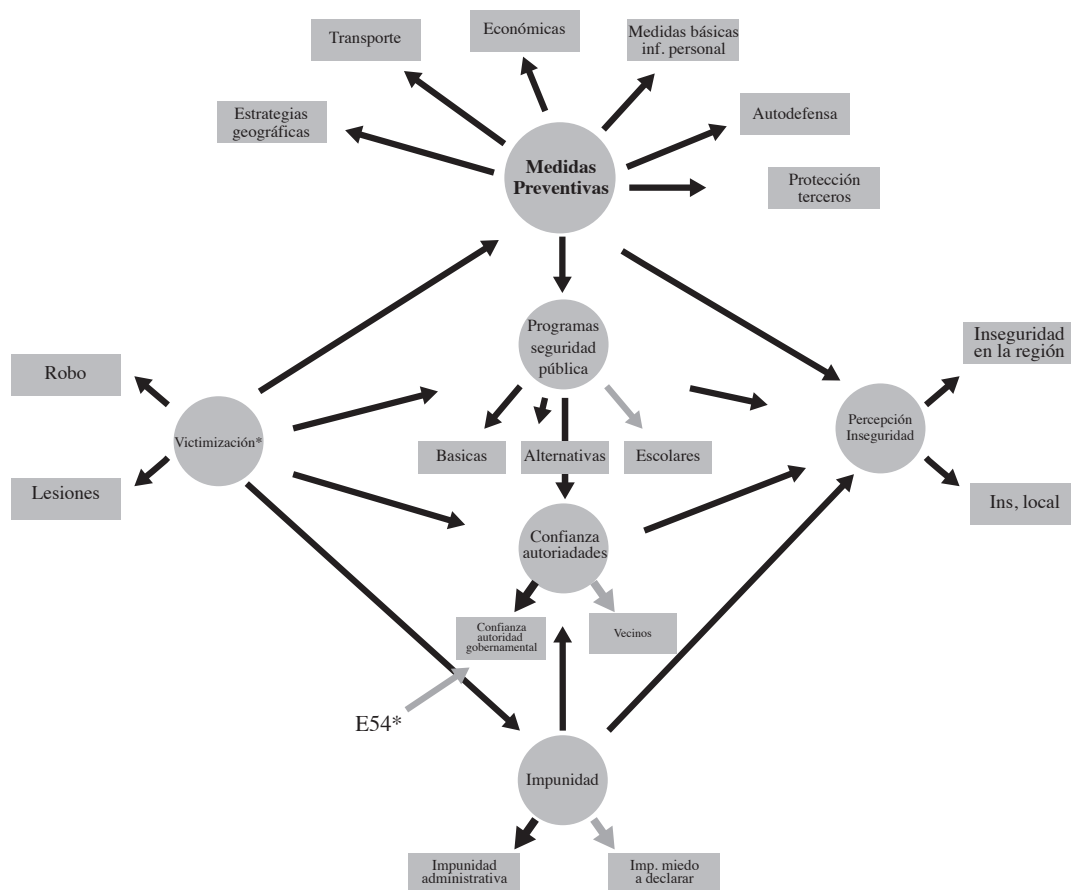 Económicas
Transporte
Medidas básicas
inf. personal
Estrategias
geográficas
Autodefensa
Medidas
Preventivas
Protección
terceros
Programas
seguridad
pública
Inseguridad
en la región
Robo
Victimización*
Percepción
Inseguridad
Basicas
Alternativas
Escolares
Lesiones
Ins, local
Confianza
autoriadades
Confianza
autoridad
gobernamental
Vecinos
E54*
Impunidad
Impunidad
administrativa
Imp. miedo
a declarar